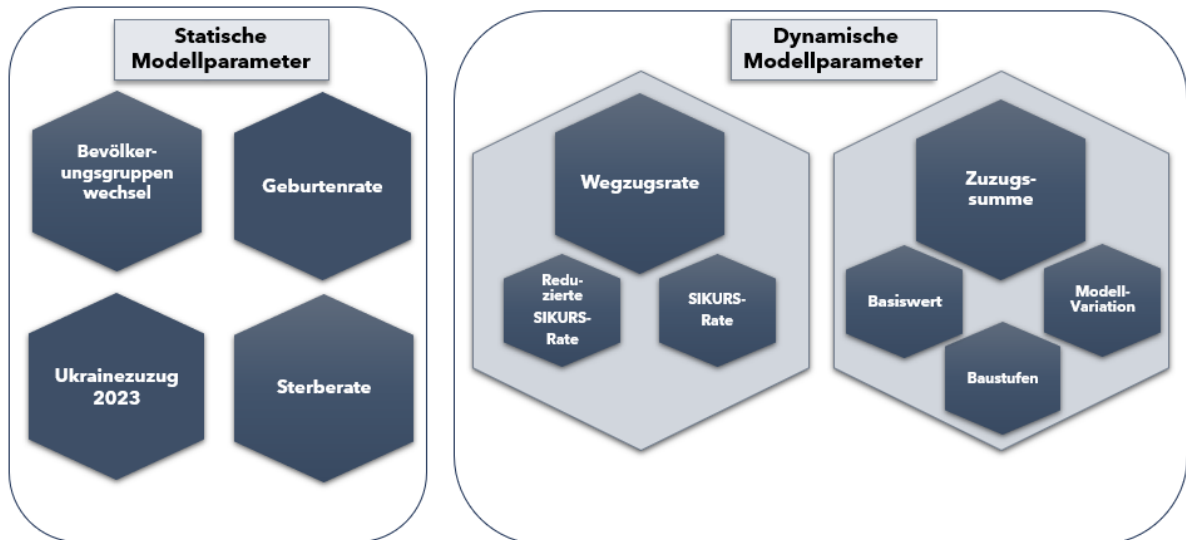 Statische
Modellparameter
Bevölker-
ungsgruppen
wechsel
Geburtenrate
Ukrainezuzug
2023
Sterberate
Dynamische
Modellparameter
Wegzugsrate
Redu-
zierte
SIKURS-
Rate
SIKURS-
Rate
Zuzugs-
summe
Basiswert
Modell-
Variation
Baustufen